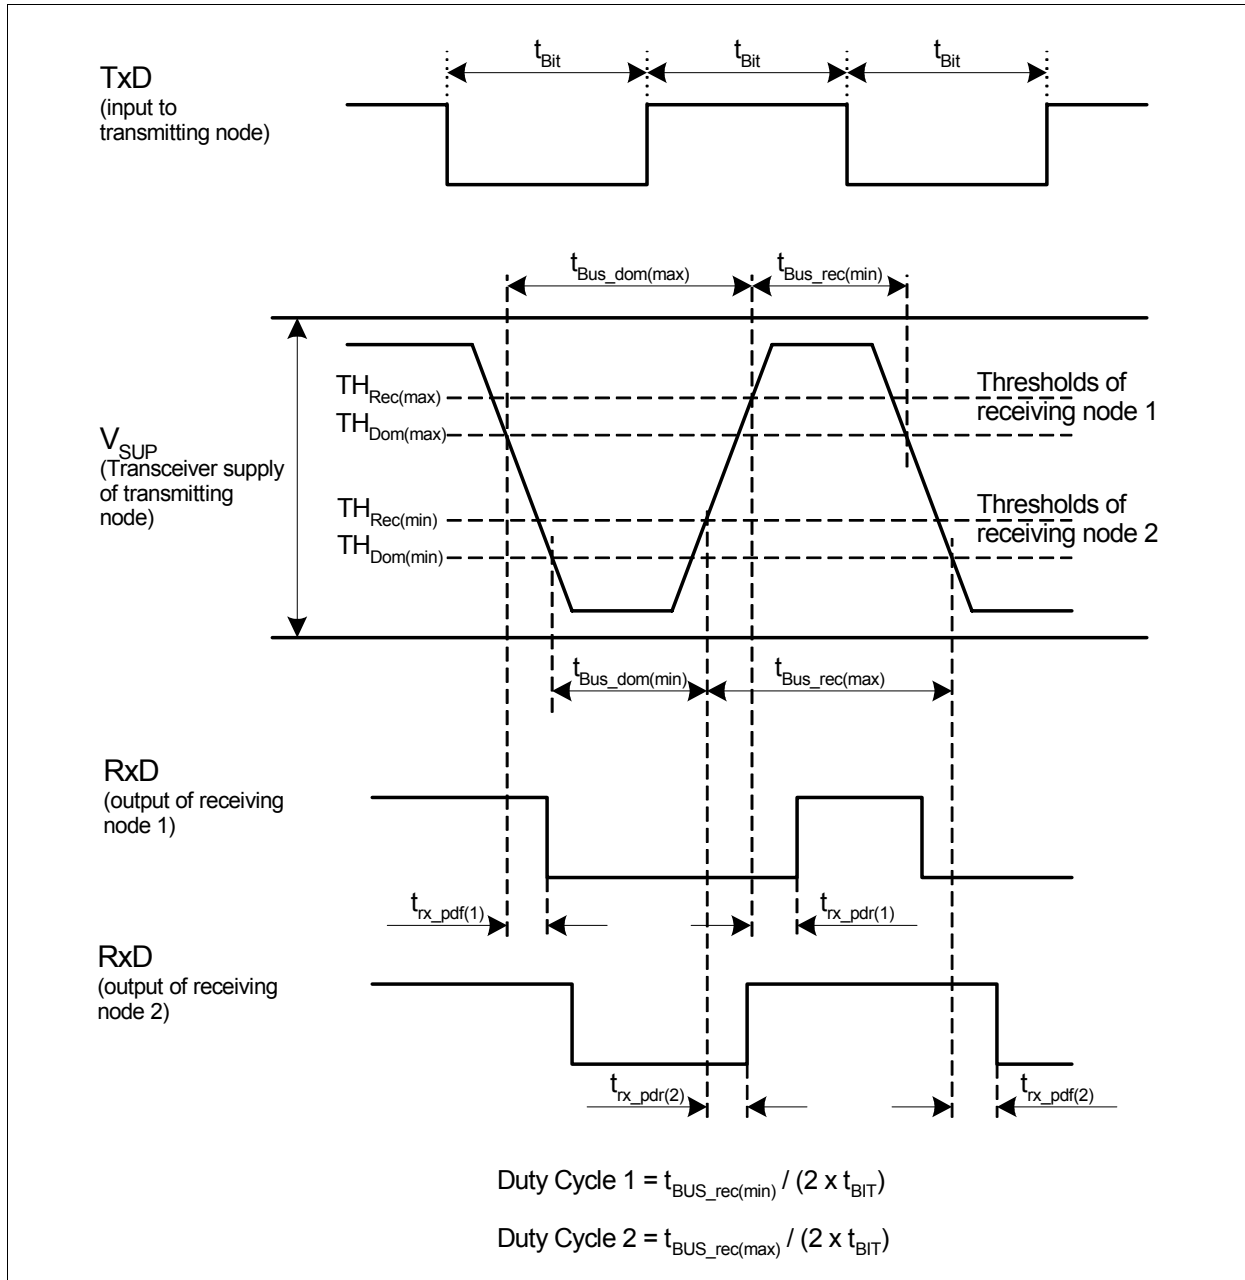 t_Bit t_Bit t_Bit
TxD
(input to
transmitting node)
t_Bus_dom(max) t_Bus_rec(min)
TH_Rec(max)
TH_Dom(max)
Thresholds of
receiving node 1
V_SUP
(Transceiver supply
of transmitting
node)
TH_Rec(min)
TH_Dom(min)
Thresholds of
receiving node 2
t_Bus_dom(min) t_Bus_rec(max)
RxD
(output of receiving
node 1)
t_rx_pdf(1) t_rx_pdr(1)
RxD
(output of receiving
node 2)
t_rx_pdr(2) t_rx_pdf(2)
Duty Cycle 1 = t_BUS_rec(min) / (2 x t_BIT)
Duty Cycle 2 = t_BUS_rec(max) / (2 x t_BIT)